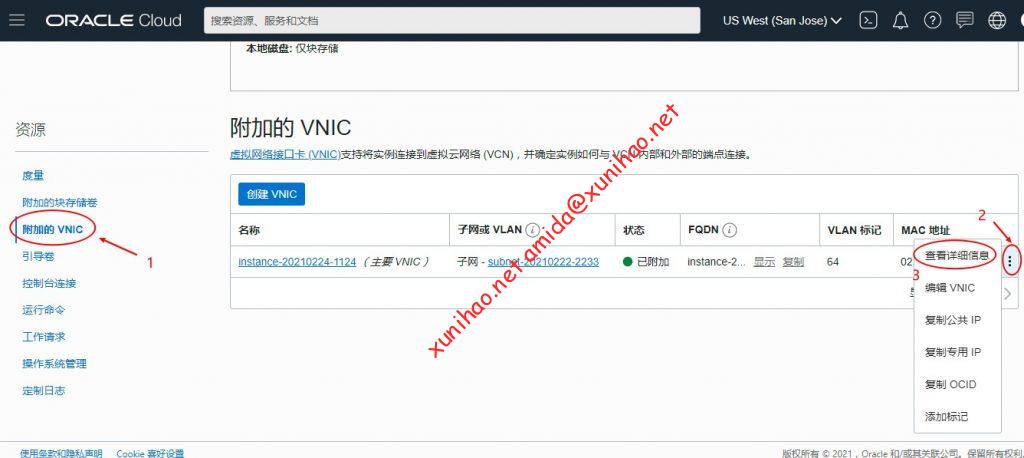 ORACLE Cloud
搜索资源、服务和文档
US West (San Jose)
本地磁盘: 仅块存储
资源
度量
附加的块存储卷
附加的 VNIC
引导卷
控制台连接
运行命令
工作请求
操作系统管理
定制日志
1
附加的 VNIC
虚拟网络接口卡 (VNIC)支持将实例连接到虚拟云网络 (VCN)，并确定实例如何与 VCN 内部和外部的端点连接。
创建 VNIC
名称 子网或 VLAN 状态 FQDN VLAN 标记 MAC 地址
instance-20210224-1124 （主要 VNIC） 子网 - subnet-20210222-2233 已附加 instance-2... 显示 复制 64 02
2
3
查看详细信息
编辑 VNIC
复制公共 IP
复制专用 IP
复制 OCID
添加标记
xunihao.net-amida@xunihao.net
使用条款和隐私声明 Cookie 喜好设置
版权所有 © 2021，Oracle 和/或其关联公司。保留所有权利。